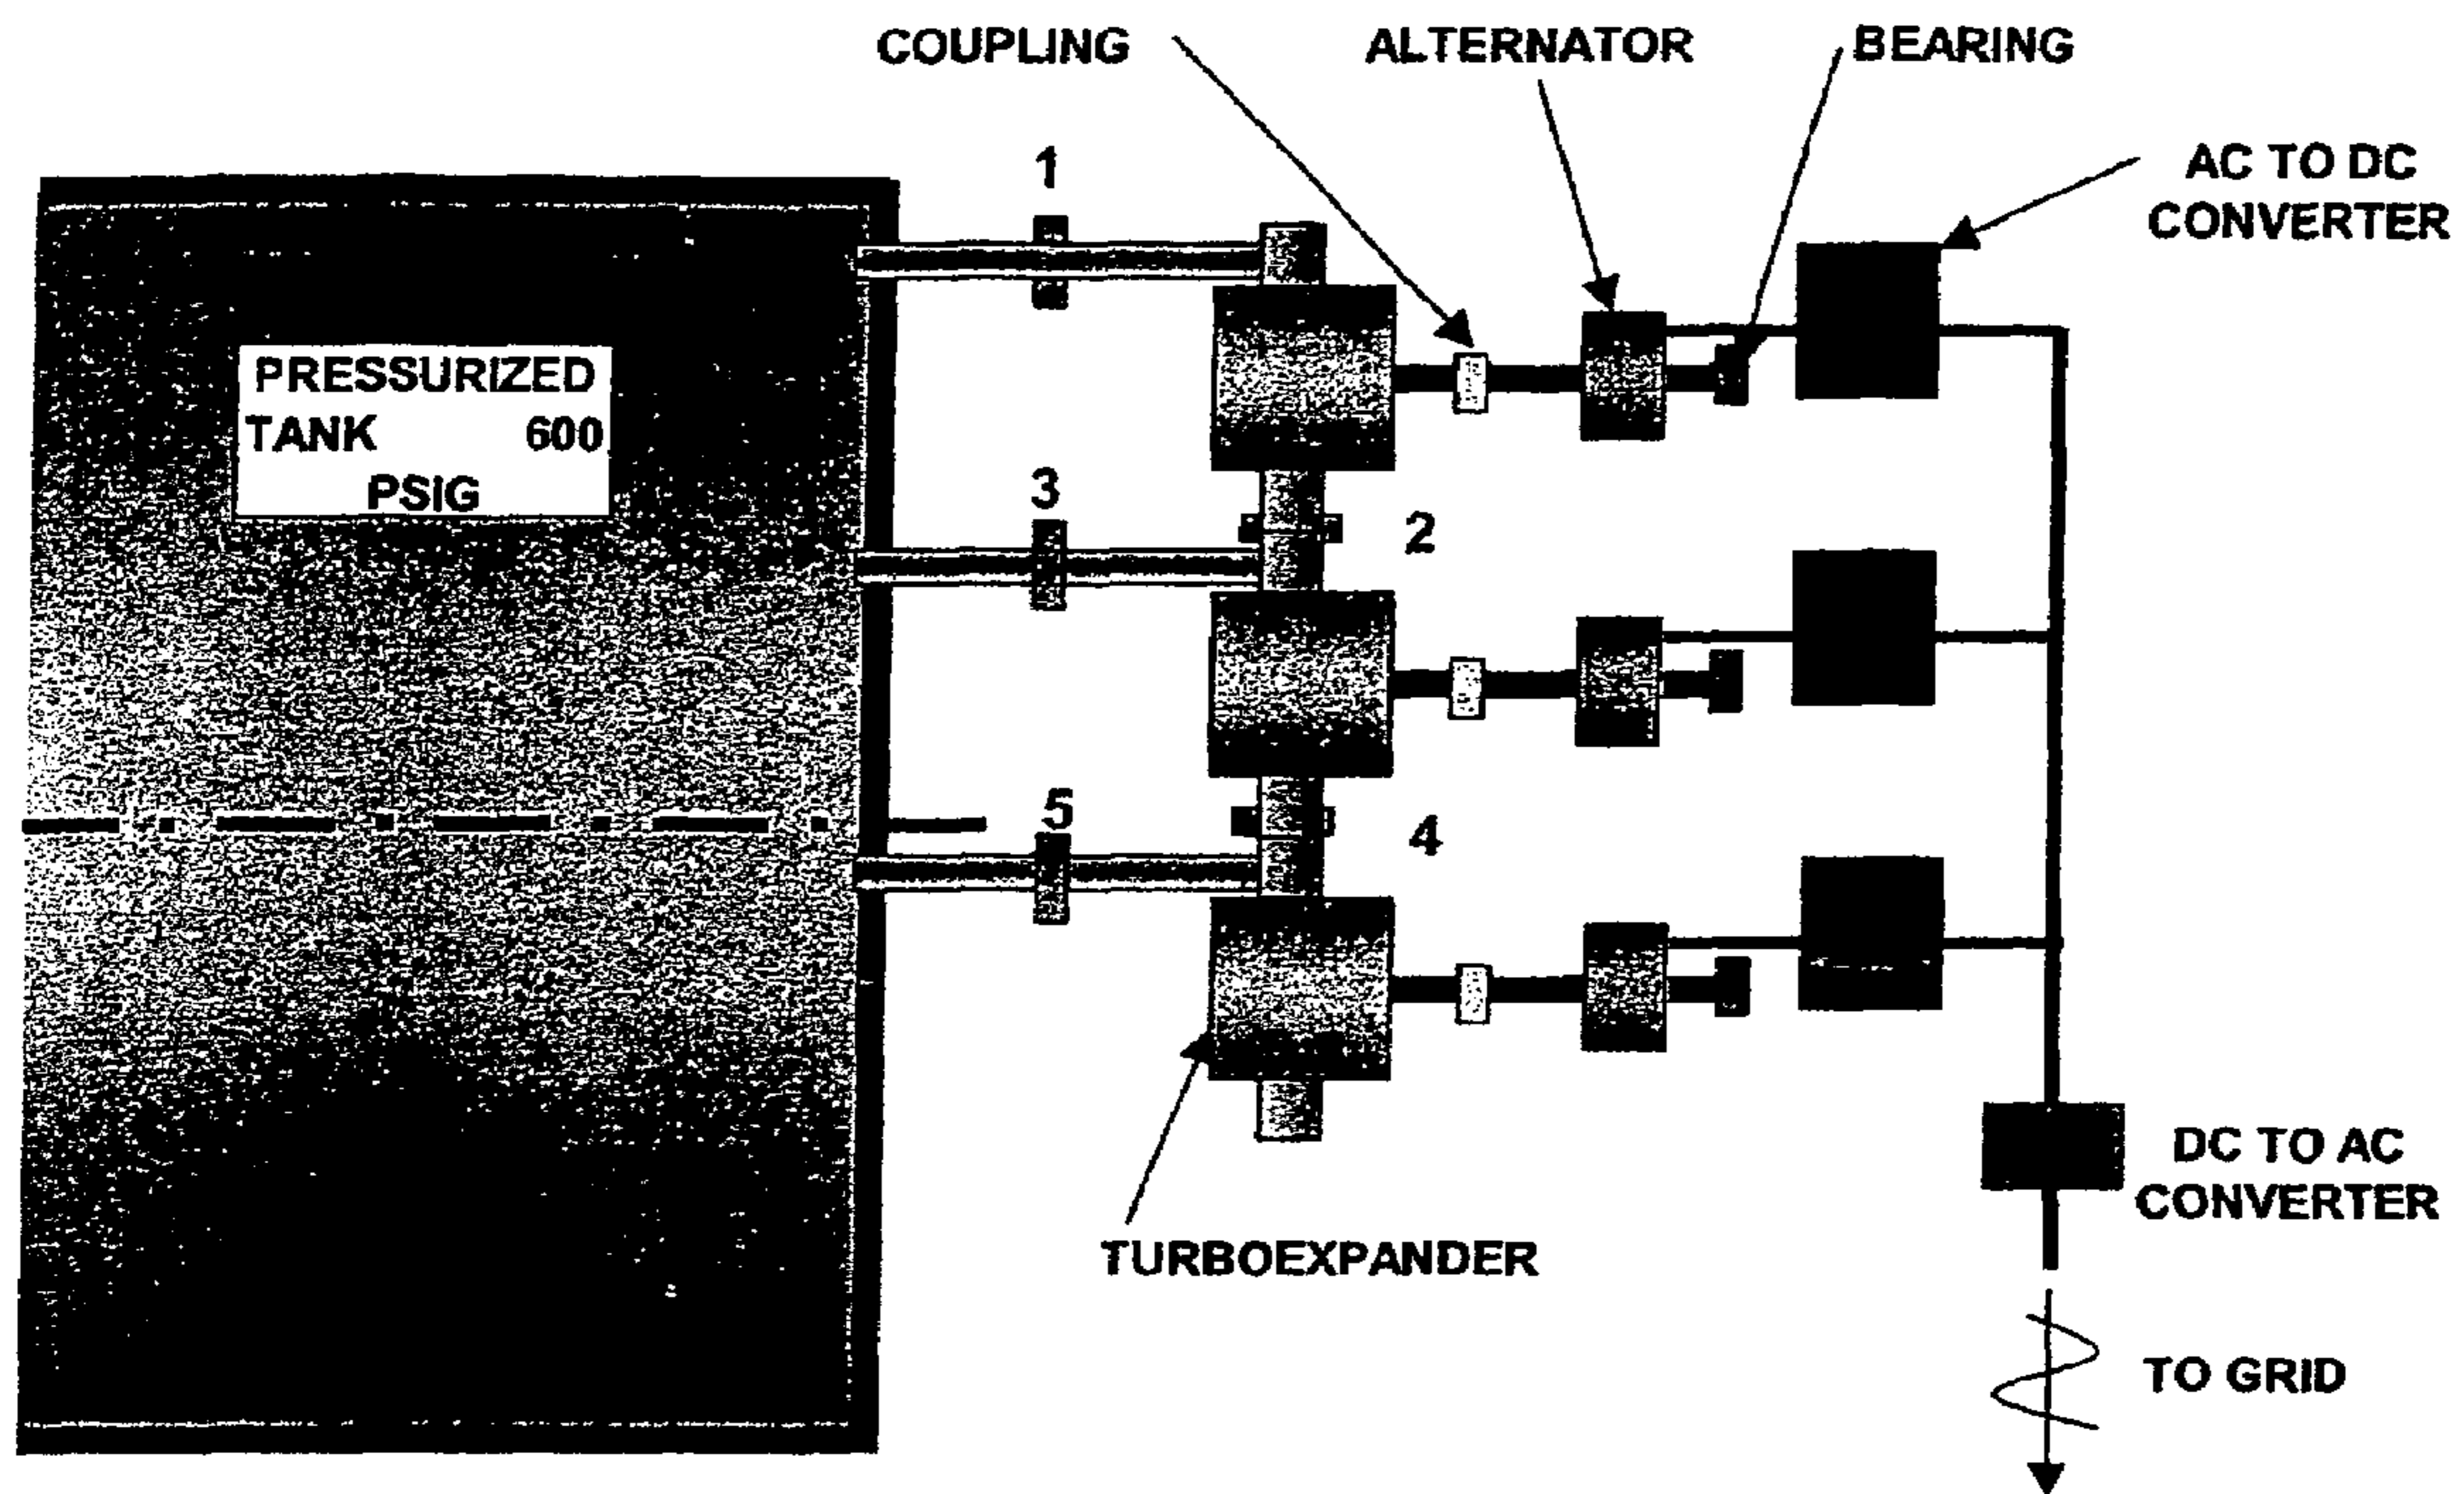 COUPLING
ALTERNATOR
BEARING
AC TO DC
CONVERTER
1
PRESSURIZED
TANK 600
PSIG
3
2
5
4
DC TO AC
CONVERTER
TURBOEXPANDER
TO GRID